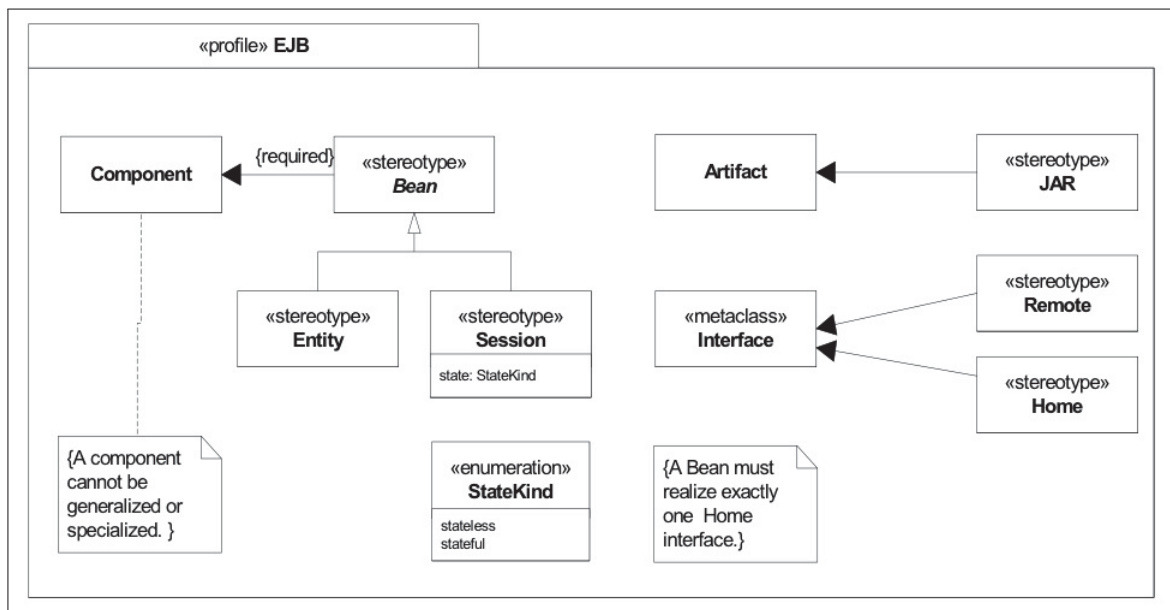 «profile» EJB
Component
{required}
«stereotype»
Bean
Artifact
«stereotype»
JAR
«stereotype»
Entity
«stereotype»
Session
state: StateKind
«metaclass»
Interface
«stereotype»
Remote
«stereotype»
Home
{A component
cannot be
generalized or
specialized. }
«enumeration»
StateKind
stateless
stateful
{A Bean must
realize exactly
one Home
interface.}